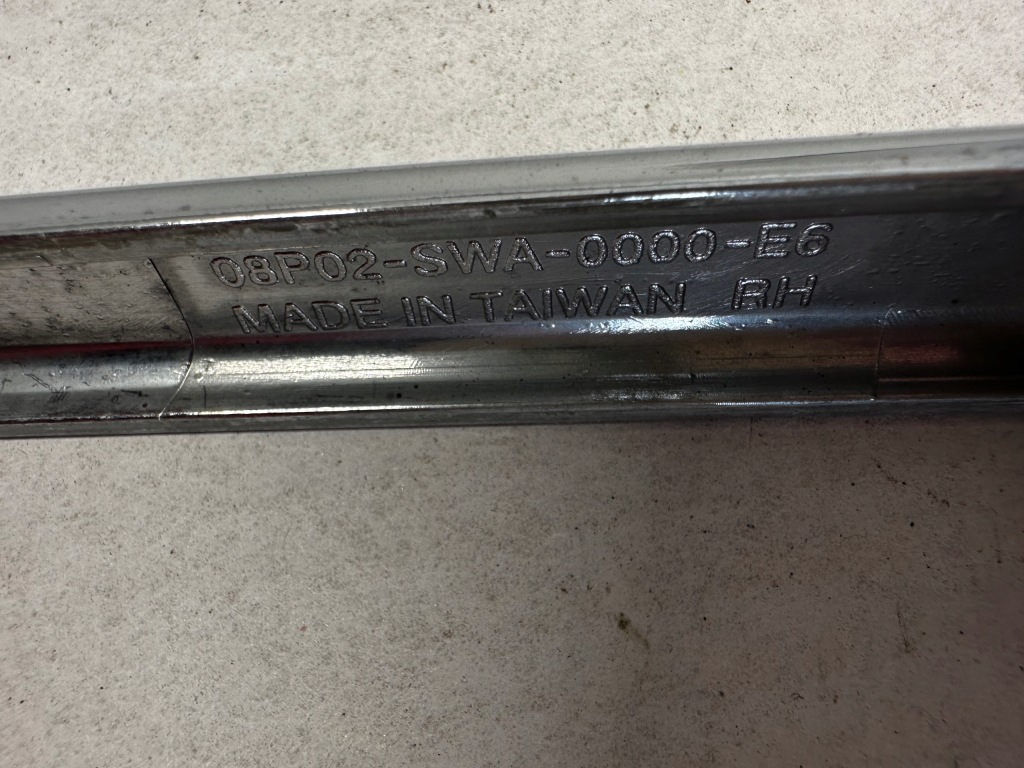 08P02-SWA-0000-E6
MADE IN TAIWAN RH